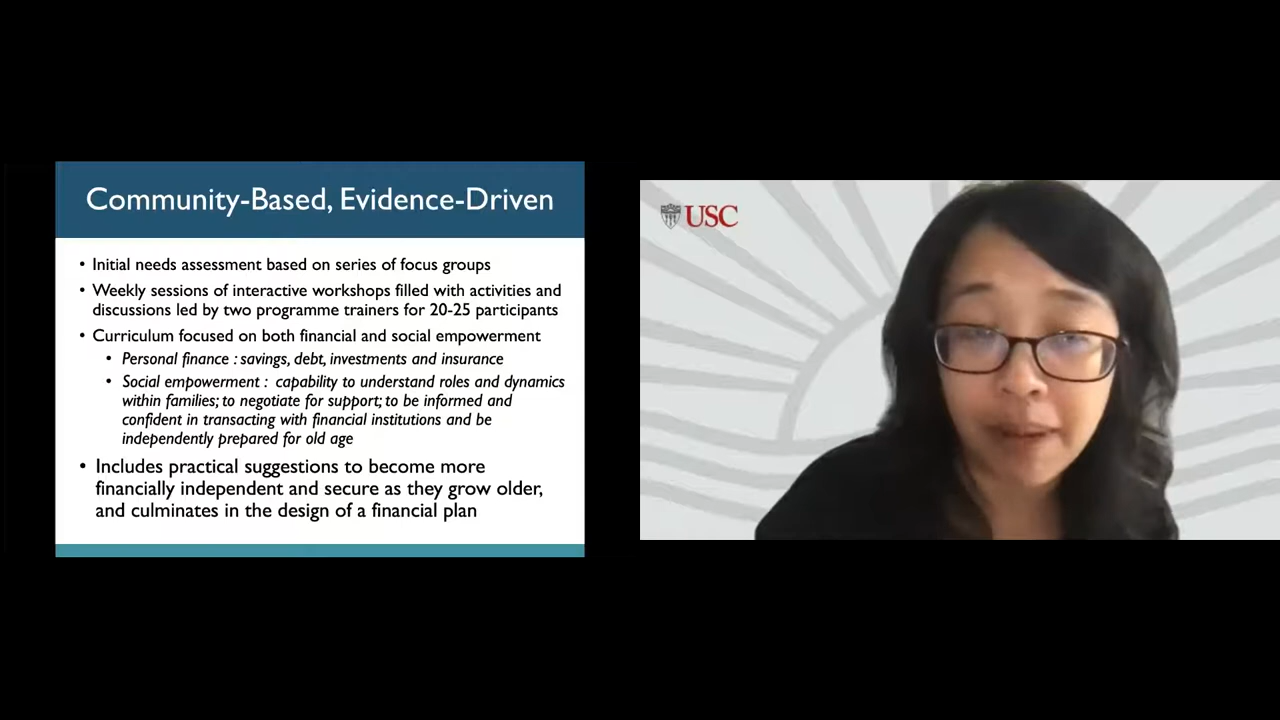 Community-Based, Evidence-Driven
• Initial needs assessment based on series of focus groups
• Weekly sessions of interactive workshops filled with activities and
discussions led by two programme trainers for 20-25 participants
• Curriculum focused on both financial and social empowerment
• Personal finance : savings, debt, investments and insurance
• Social empowerment : capability to understand roles and dynamics
within families; to negotiate for support; to be informed and
confident in transacting with financial institutions and be
independently prepared for old age
• Includes practical suggestions to become more
financially independent and secure as they grow older,
and culminates in the design of a financial plan
USC